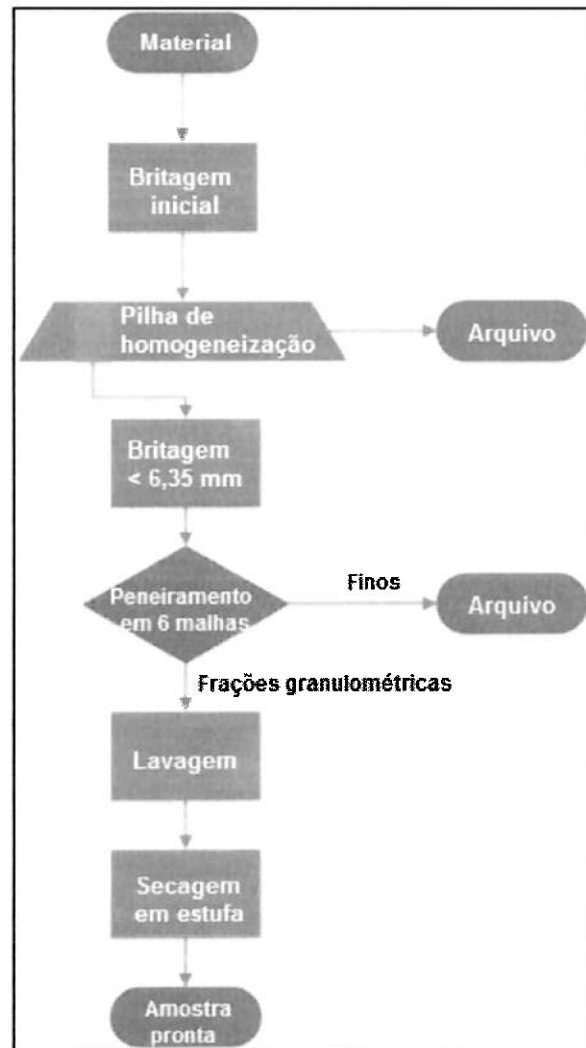 Material
Britagem
inicial
Pilha de
homogeneização
Arquivo
Britagem
< 6,35 mm
Peneiramento
em 6 malhas
Finos
Arquivo
Frações granulométricas
Lavagem
Secagem
em estufa
Amostra
pronta